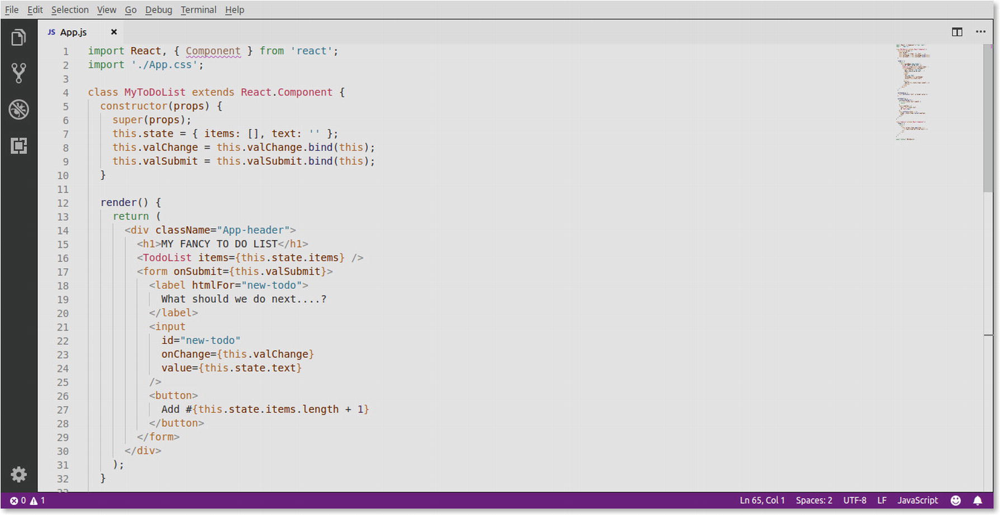 File Edit Selection View Go Debug Terminal Help
JS App.js ×
1 import React, { Component } from 'react';
2 import './App.css';
3
4 class MyToDoList extends React.Component {
5   constructor(props) {
6     super(props);
7     this.state = { items: [], text: '' };
8     this.valChange = this.valChange.bind(this);
9     this.valSubmit = this.valSubmit.bind(this);
10   }
11
12   render() {
13     return (
14       <div className="App-header">
15         <h1>MY FANCY TO DO LIST</h1>
16         <TodoList items={this.state.items} />
17         <form onSubmit={this.valSubmit}>
18           <label htmlFor="new-todo">
19             What should we do next....?
20           </label>
21           <input
22             id="new-todo"
23             onChange={this.valChange}
24             value={this.state.text}
25           />
26           <button>
27             Add #{this.state.items.length + 1}
28           </button>
29         </form>
30       </div>
31     );
32   }
0 1 Ln 65, Col 1 Spaces: 2 UTF-8 LF JavaScript